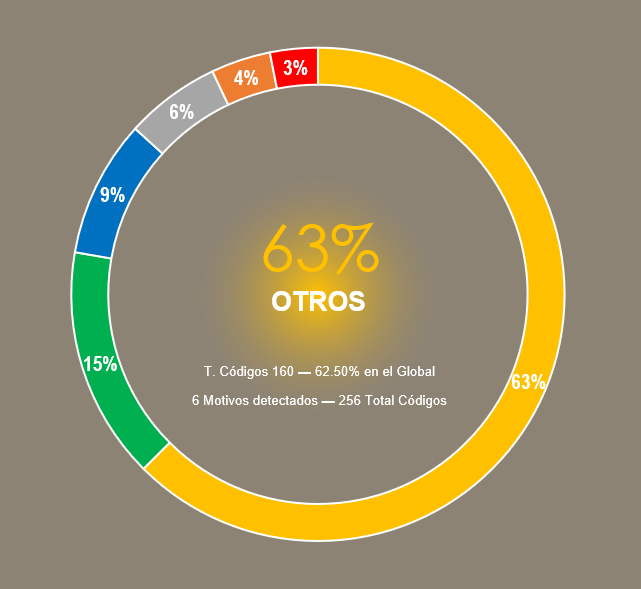 3%
4%
6%
9%
63%
OTROS
15%
T. Códigos 160 — 62.50% en el Global
63%
6 Motivos detectados — 256 Total Códigos